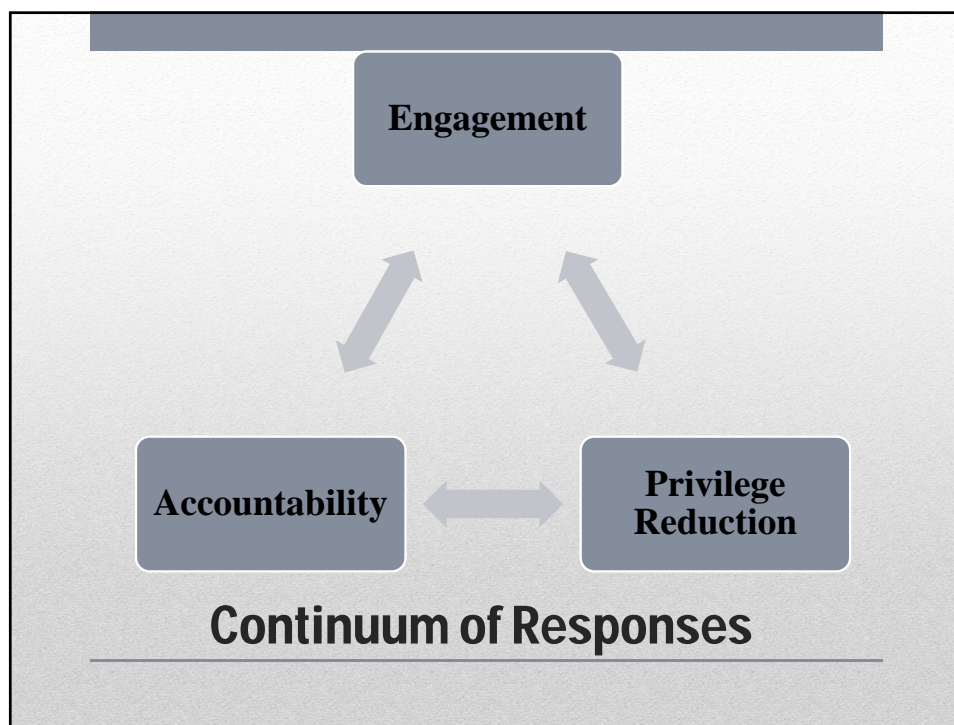 Engagement
Accountability
Privilege
Reduction
Continuum of Responses